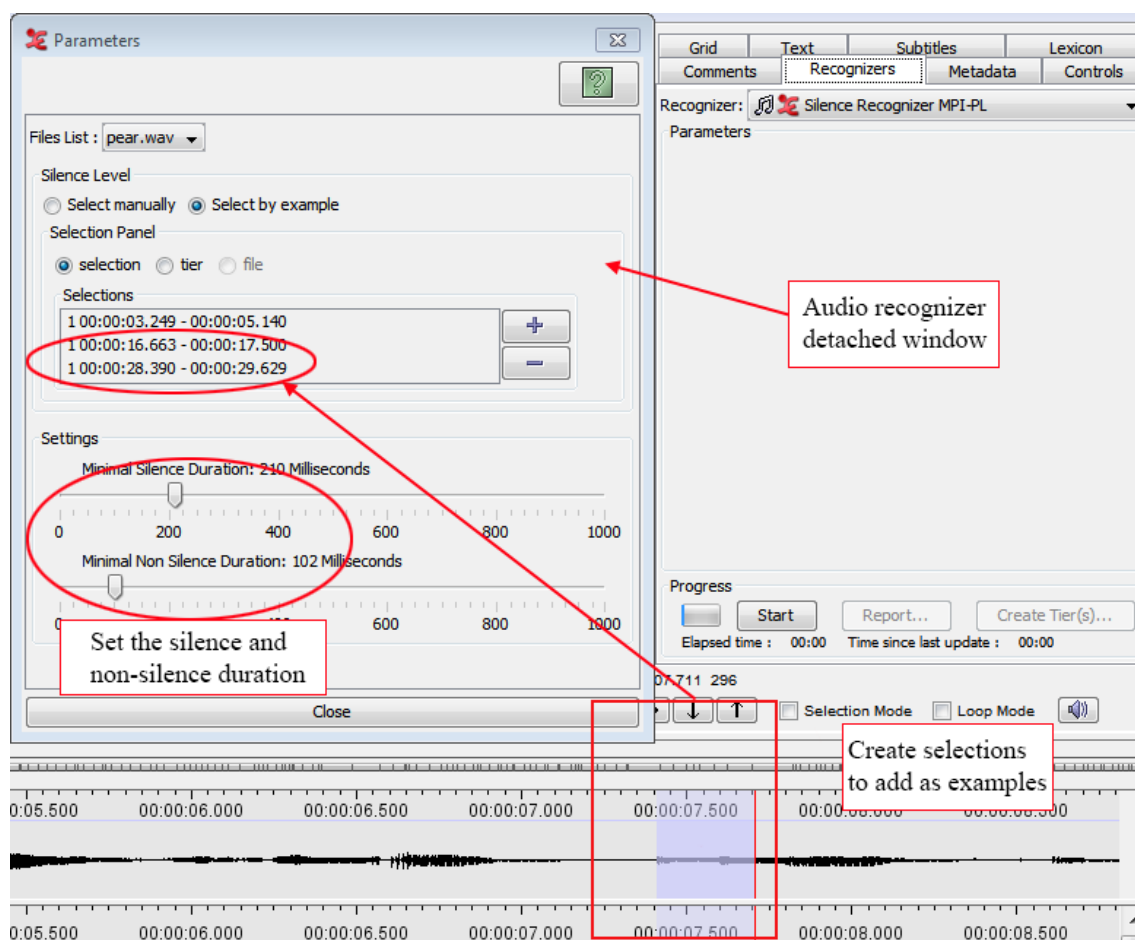 Parameters
Files List : pear.wav
Silence Level
Select manually Select by example
Selection Panel
selection tier file
Selections
1 00:00:03.249 - 00:00:05.140
1 00:00:16.663 - 00:00:17.500
1 00:00:28.390 - 00:00:29.629
Settings
Minimal Silence Duration: 210 Milliseconds
0 200 400 600 800 1000
Minimal Non Silence Duration: 102 Milliseconds
600 800 1000
Set the silence and
non-silence duration
Close
Grid Text Subtitles Lexicon
Comments Recognizers Metadata Controls
Recognizer: Silence Recognizer MPI-PL
Parameters
Audio recognizer
detached window
Progress
Start Report... Create Tier(s)...
Elapsed time : 00:00 Time since last update : 00:00
07.711 296
Selection Mode Loop Mode
Create selections
to add as examples
0:05.500 00:00:06.000 00:00:06.500 00:00:07.000 00:00:07.500 00:00:08.000 00:00:08.500
0:05.500 00:00:06.000 00:00:06.500 00:00:07.000 00:00:07.500 00:00:08.000 00:00:08.500